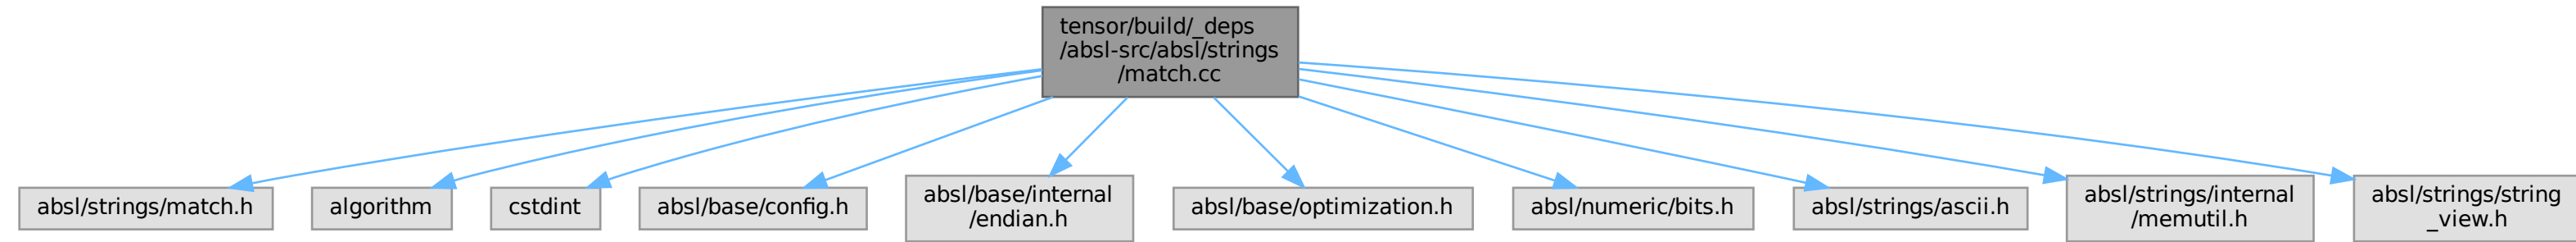 tensor/build/_deps
/absl-src/absl/strings
/match.cc
absl/strings/match.h
algorithm
cstdint
absl/base/config.h
absl/base/internal
/endian.h
absl/base/optimization.h
absl/numeric/bits.h
absl/strings/ascii.h
absl/strings/internal
/memutil.h
absl/strings/string
_view.h